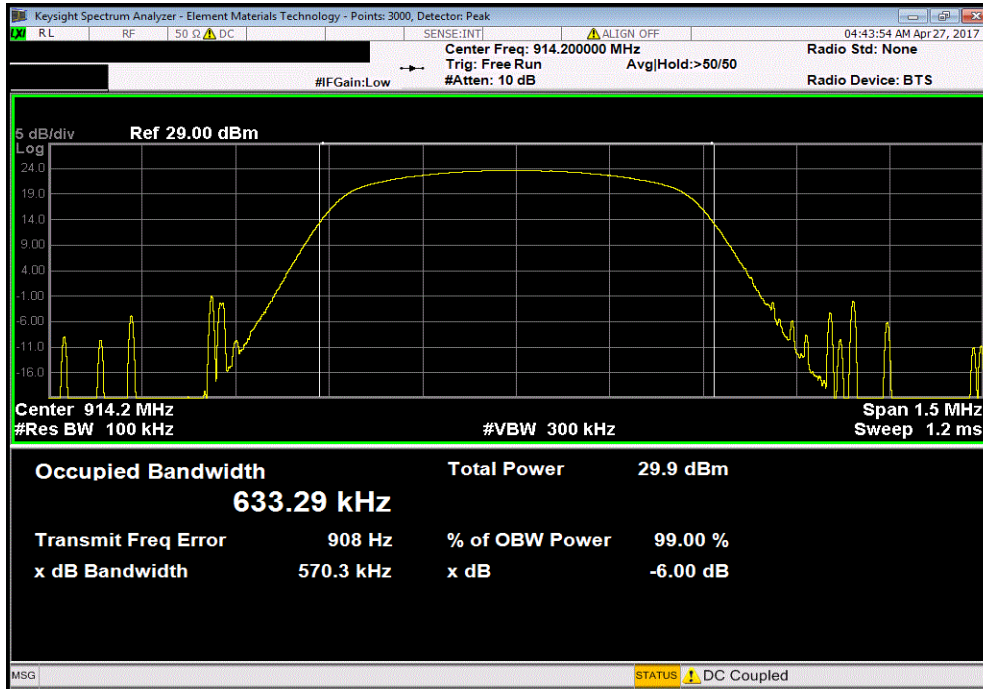 Keysight Spectrum Analyzer - Element Materials Technology - Points: 3000, Detector: Peak
LXI RL RF 50 Ω DC SENSE:INT ALIGN OFF 04:43:54 AM Apr 27, 2017
Center Freq: 914.200000 MHz Radio Std: None
Trig: Free Run Avg|Hold:>50/50
#IFGain:Low #Atten: 10 dB Radio Device: BTS
5 dB/div Ref 29.00 dBm
Log
24.0
19.0
14.0
9.00
4.00
-1.00
-6.00
-11.0
-16.0
Center 914.2 MHz Span 1.5 MHz
#Res BW 100 kHz #VBW 300 kHz Sweep 1.2 ms
Occupied Bandwidth Total Power 29.9 dBm
633.29 kHz
Transmit Freq Error 908 Hz % of OBW Power 99.00 %
x dB Bandwidth 570.3 kHz x dB -6.00 dB
MSG STATUS DC Coupled